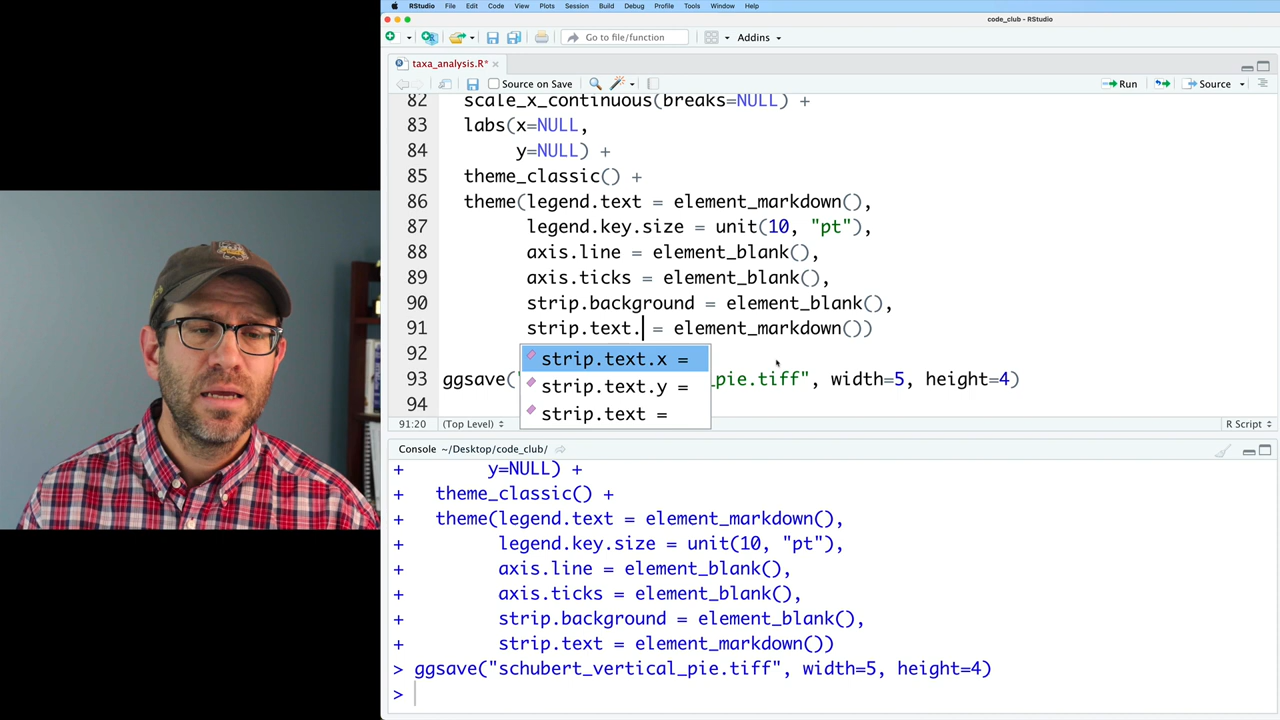 RStudio File Edit Code View Plots Session Build Debug Profile Tools Window Help
code_club - RStudio
Go to file/function Addins
taxa_analysis.R*
Source on Save Run Source
82 scale_x_continuous(breaks=NULL) +
83 labs(x=NULL,
84 y=NULL) +
85 theme_classic() +
86 theme(legend.text = element_markdown(),
87 legend.key.size = unit(10, "pt"),
88 axis.line = element_blank(),
89 axis.ticks = element_blank(),
90 strip.background = element_blank(),
91 strip.text. = element_markdown())
92 strip.text.x =
93 ggsave(" _pie.tiff", width=5, height=4)
strip.text.y =
94 strip.text =
91:20 (Top Level) R Script
Console ~/Desktop/code_club/
+ y=NULL) +
+ theme_classic() +
+ theme(legend.text = element_markdown(),
+ legend.key.size = unit(10, "pt"),
+ axis.line = element_blank(),
+ axis.ticks = element_blank(),
+ strip.background = element_blank(),
+ strip.text = element_markdown())
> ggsave("schubert_vertical_pie.tiff", width=5, height=4)
>